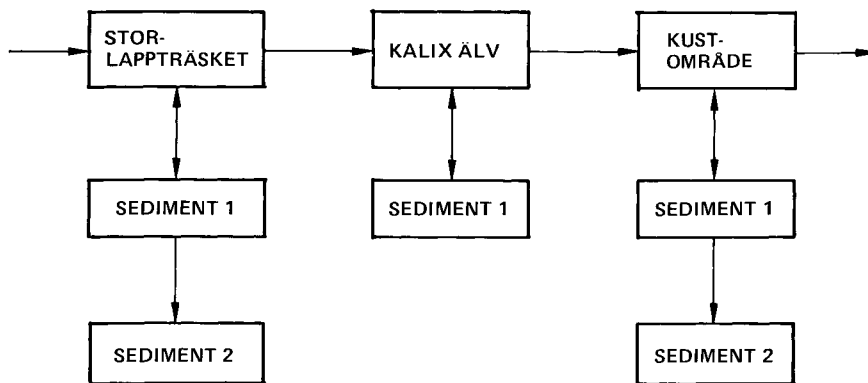 STOR-
LAPPTRÄSKET
KALIX ÄLV
KUST-
OMRÅDE
SEDIMENT 1
SEDIMENT 1
SEDIMENT 1
SEDIMENT 2
SEDIMENT 2